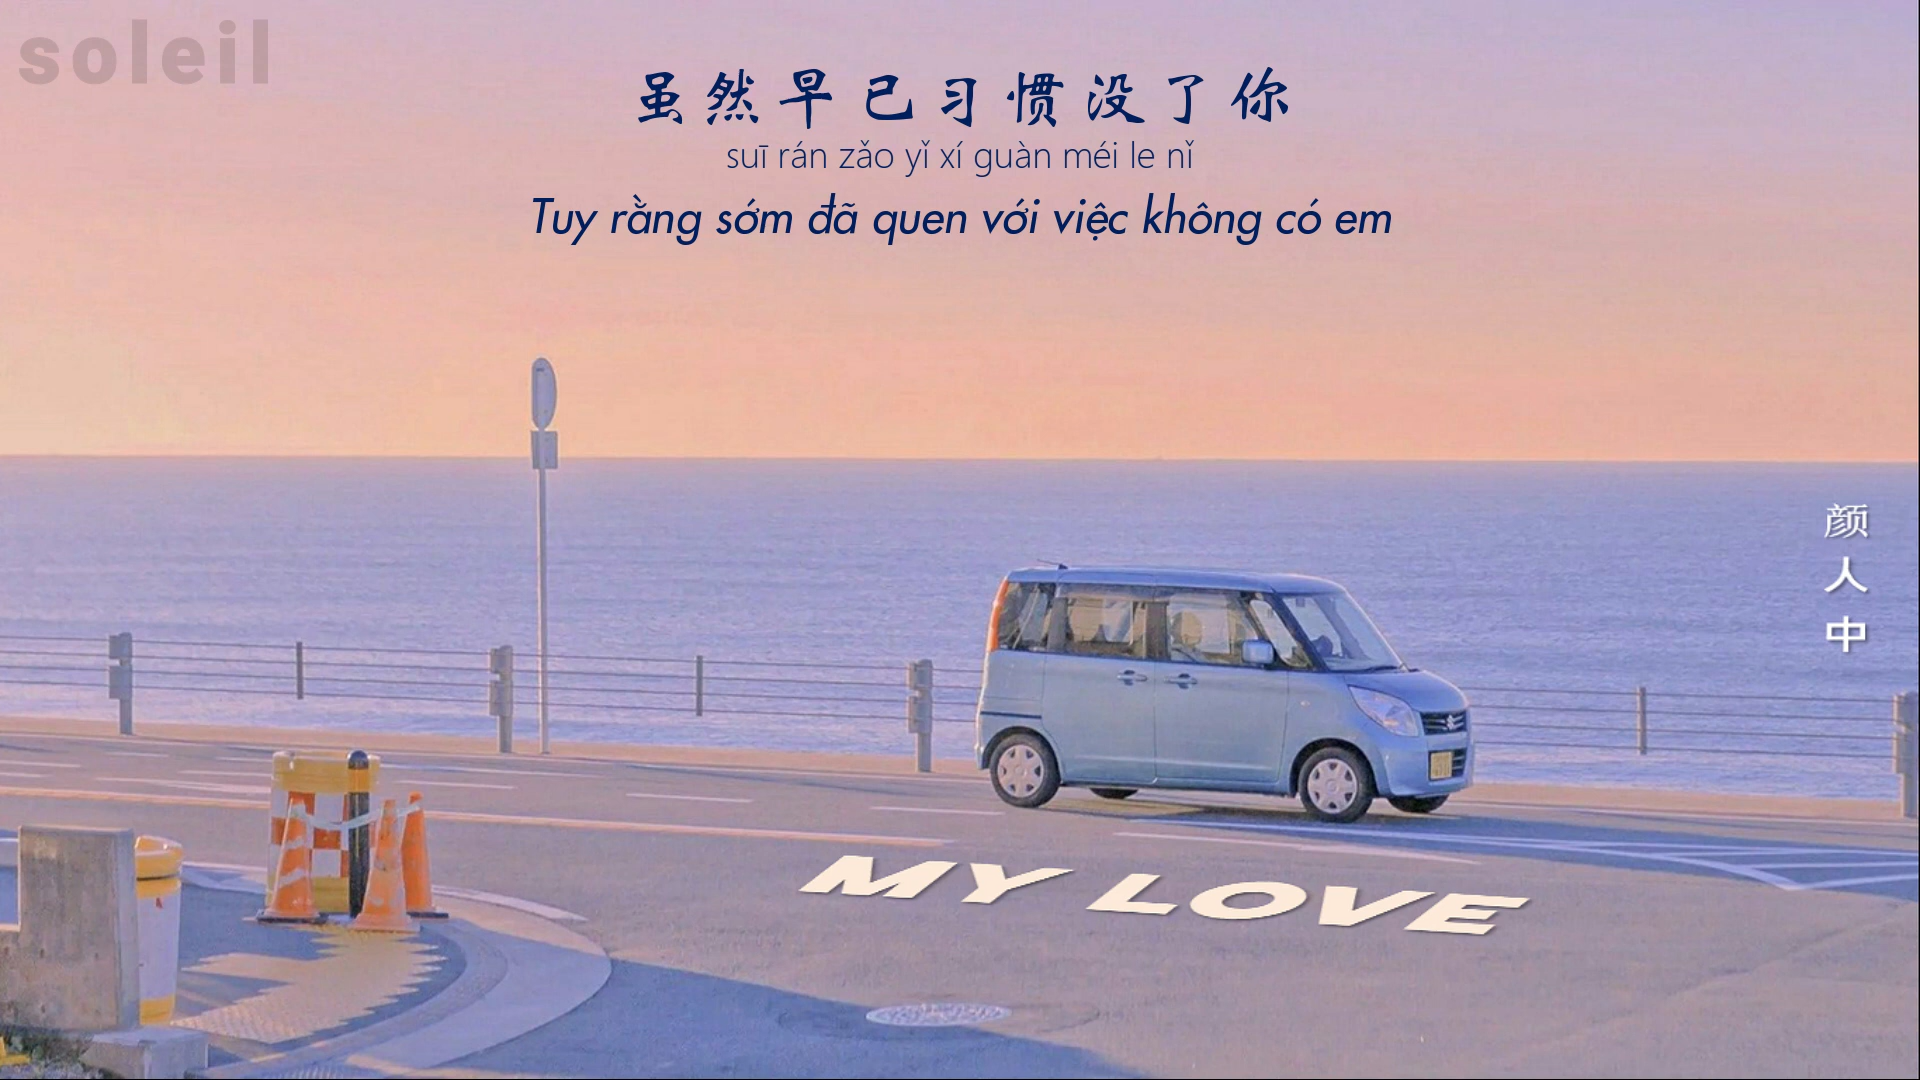 soleil
虽然早已习惯没了你
suī rán zǎo yǐ xí guàn méi le nǐ
Tuy rằng sớm đã quen với việc không có em
颜人中
MY LOVE